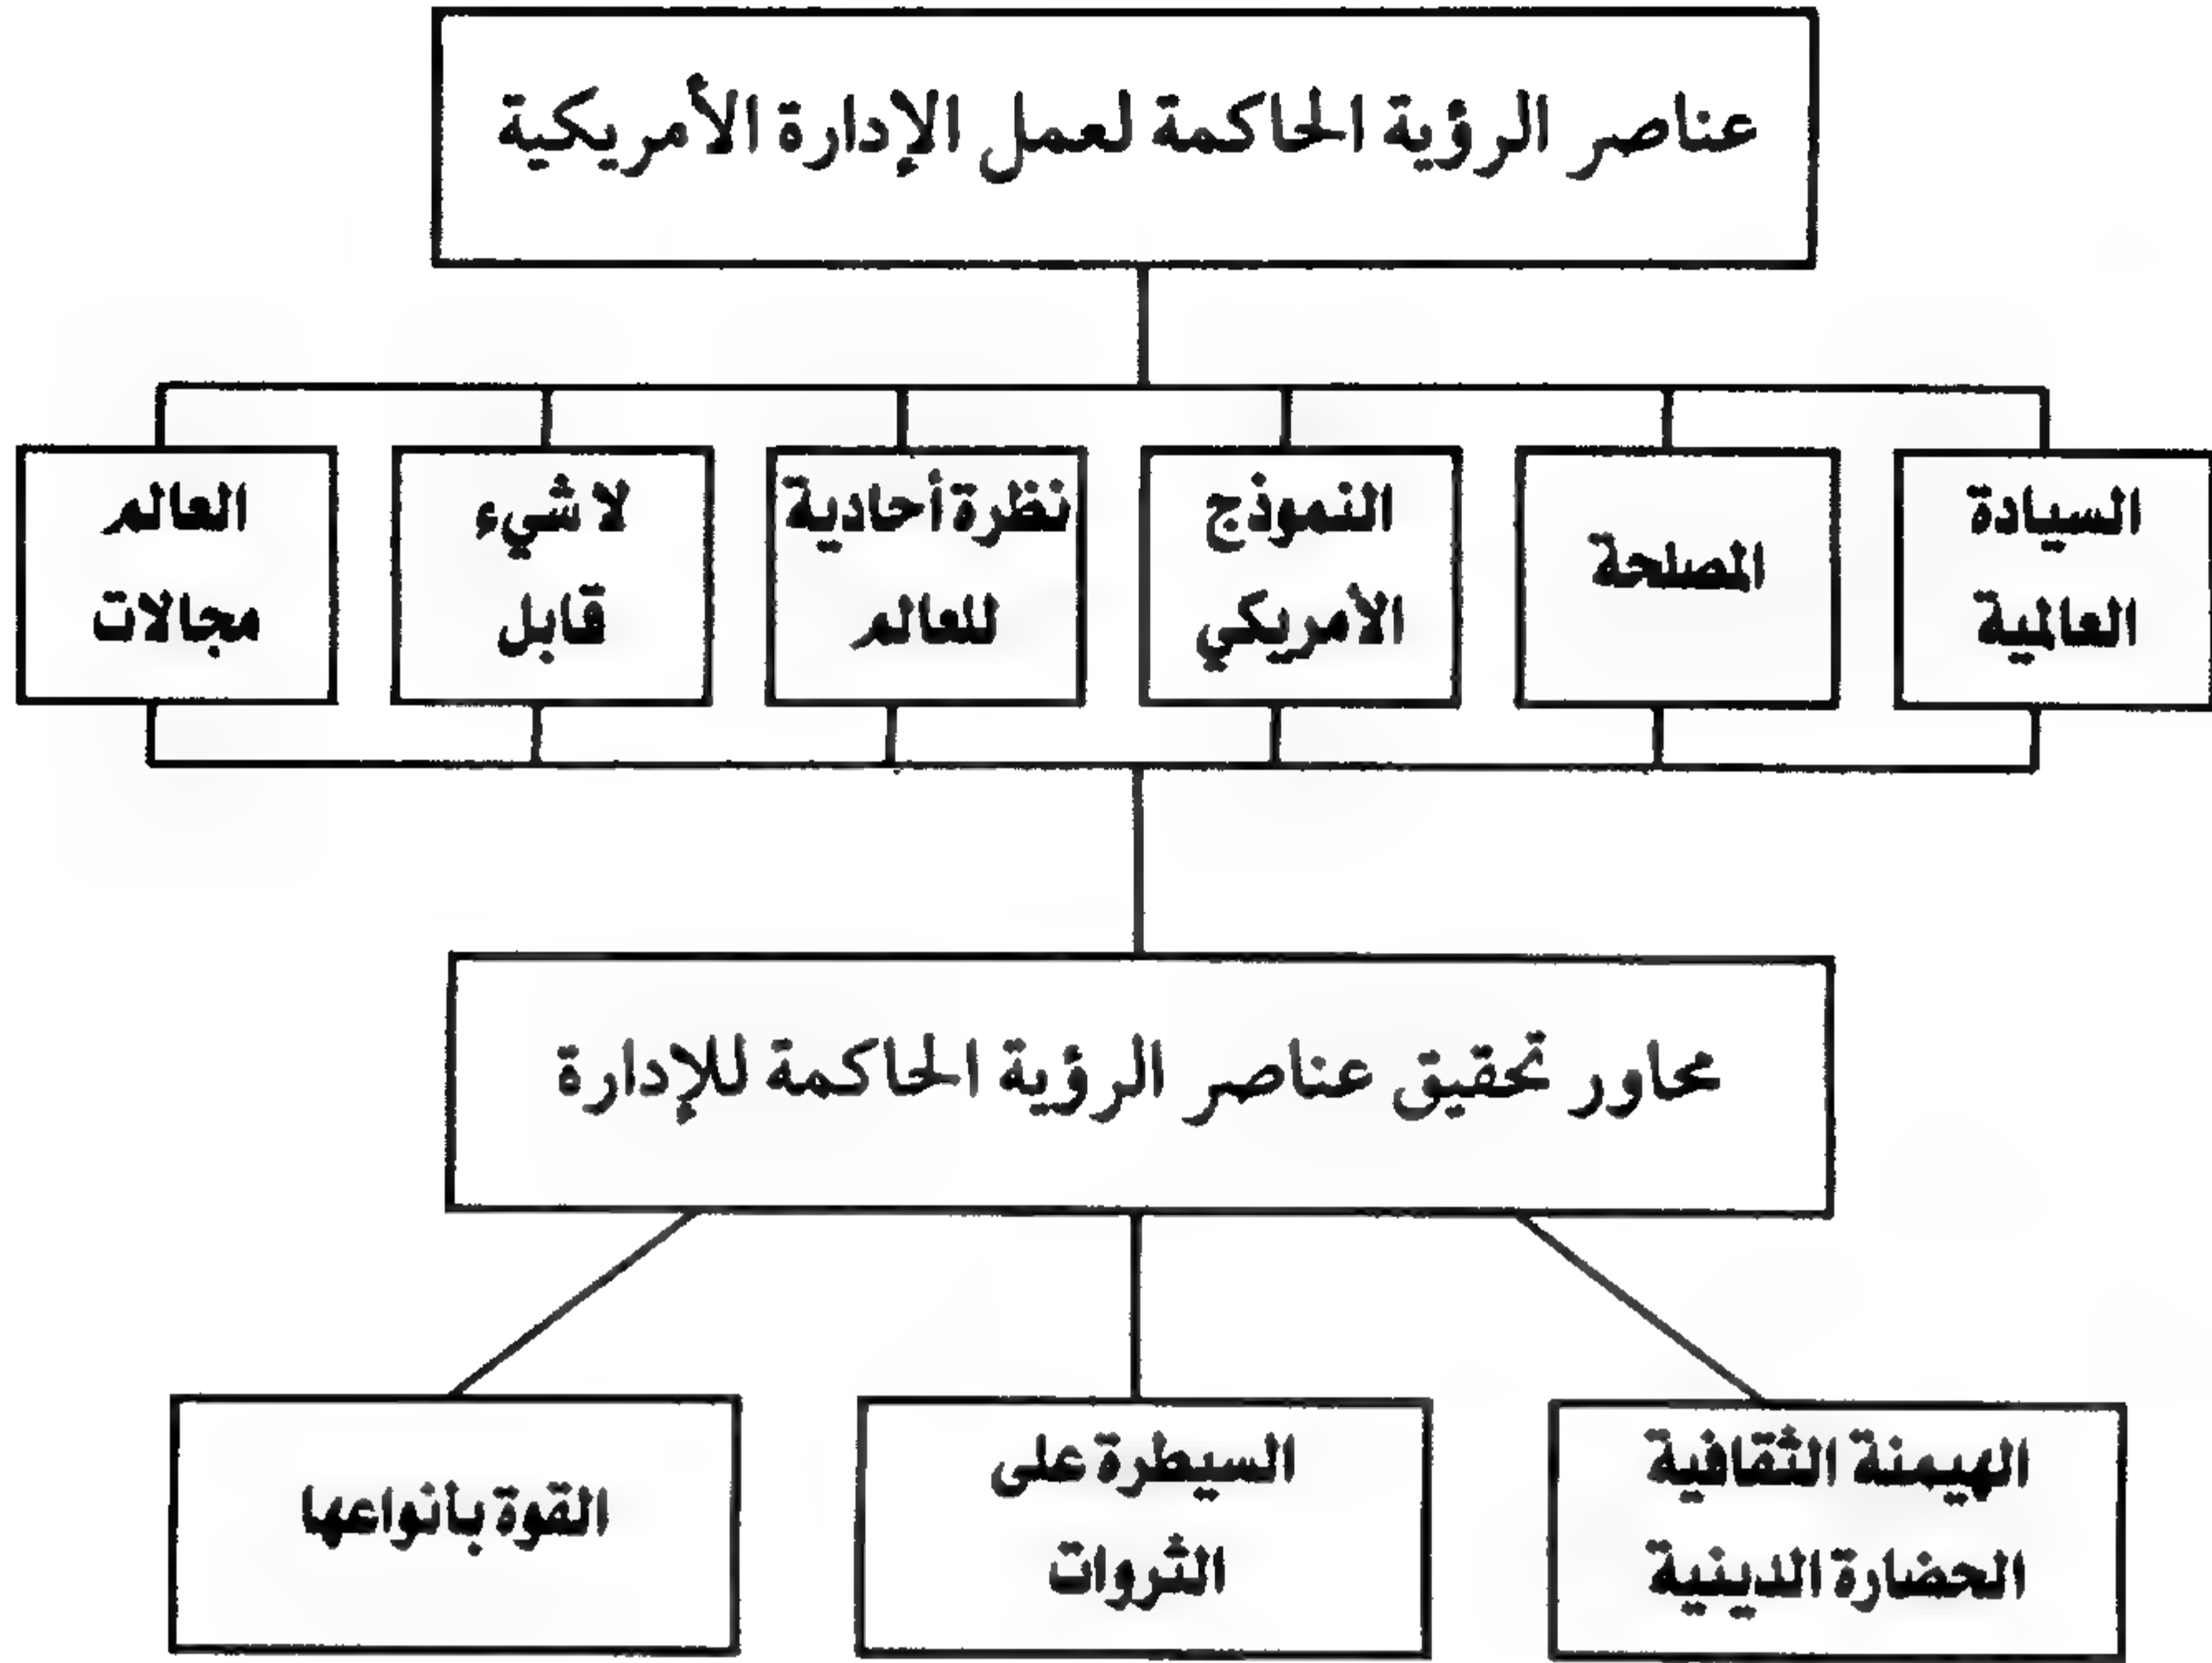 عناصر الرؤية الحاكمة لعمل الإدارة الأمريكية
السيادة
العالمية
المصلحة
النموذج
الأمريكي
نظرة أحادية
للعالم
لا شيء
قابل
العالم
مجالات
محاور تحقيق عناصر الرؤية الحاكمة للإدارة
الهيمنة الثقافية
الحضارة الدينية
السيطرة على
الثروات
القوة بأنواعها